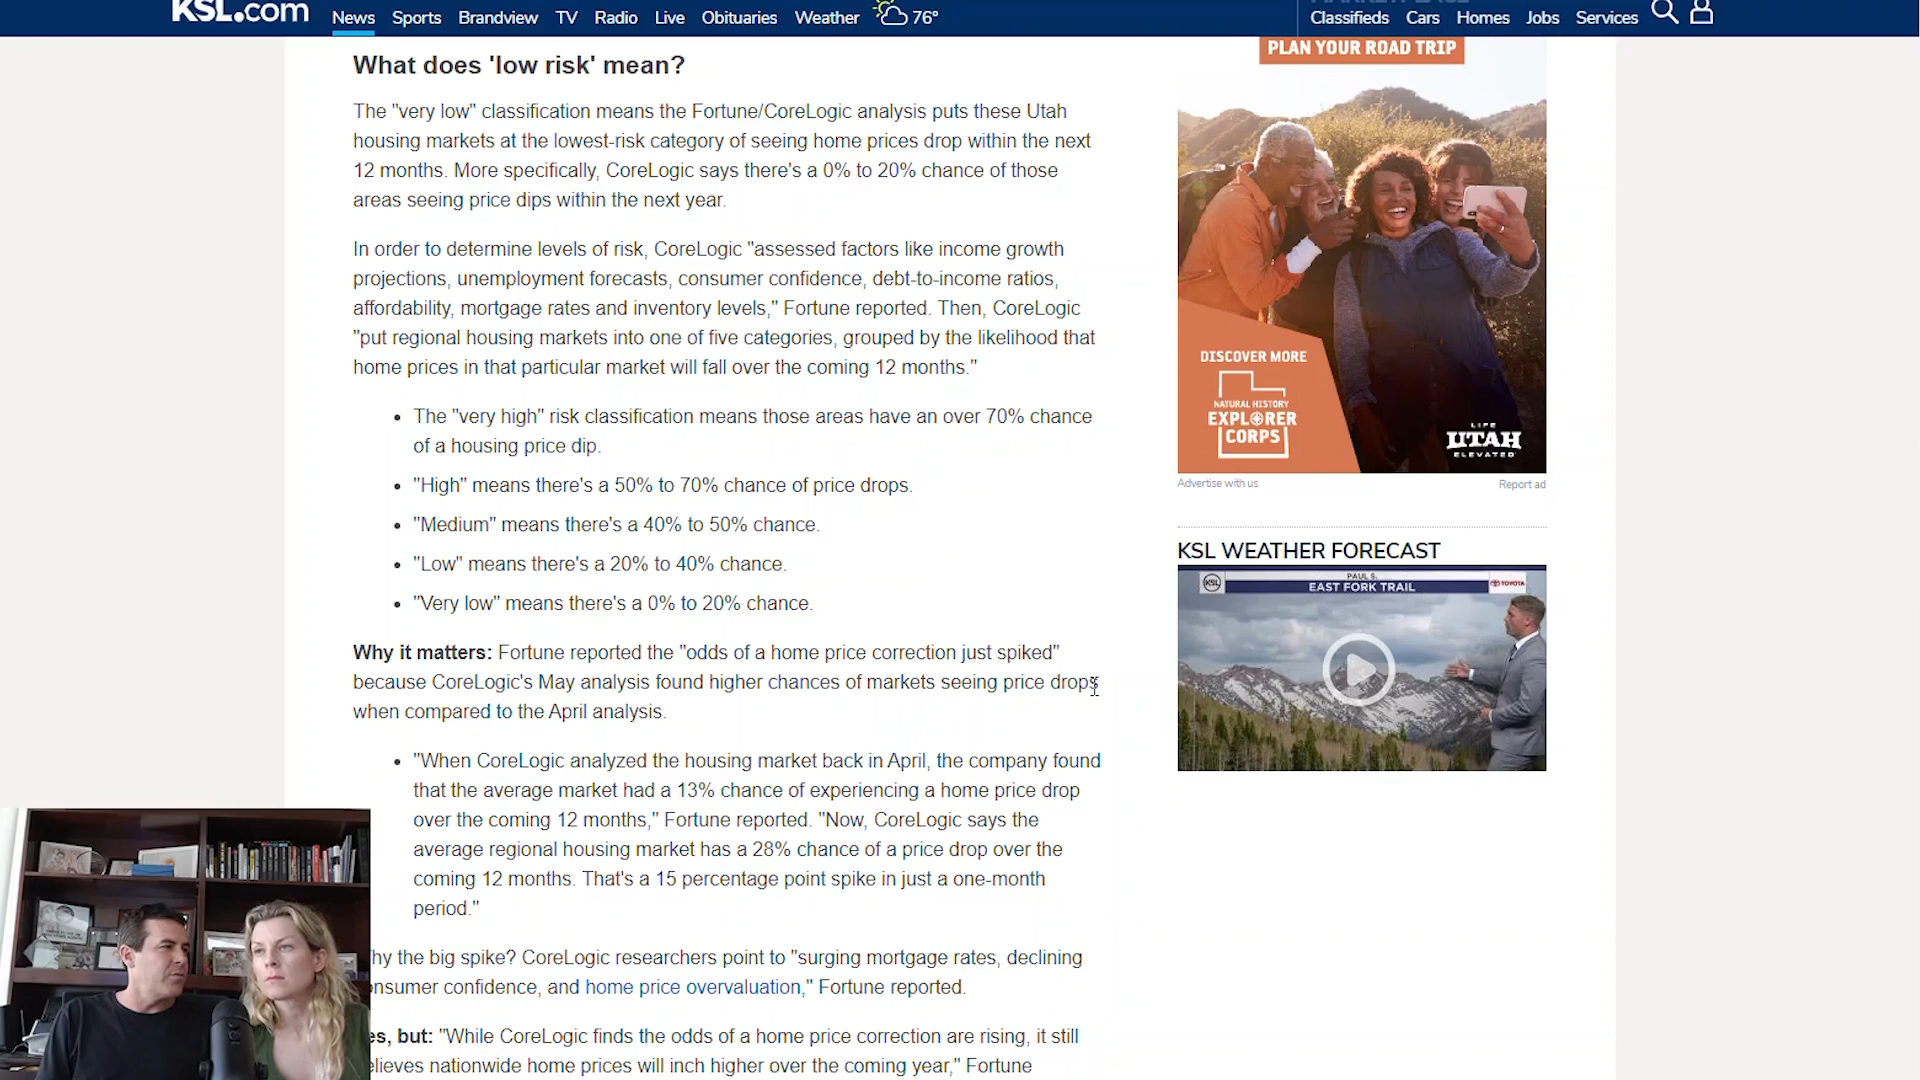 KSL.com
News Sports Brandview TV Radio Live Obituaries Weather 76°
Classifieds Cars Homes Jobs Services
What does 'low risk' mean?
The "very low" classification means the Fortune/CoreLogic analysis puts these Utah
housing markets at the lowest-risk category of seeing home prices drop within the next
12 months. More specifically, CoreLogic says there's a 0% to 20% chance of those
areas seeing price dips within the next year.
In order to determine levels of risk, CoreLogic "assessed factors like income growth
projections, unemployment forecasts, consumer confidence, debt-to-income ratios,
affordability, mortgage rates and inventory levels," Fortune reported. Then, CoreLogic
"put regional housing markets into one of five categories, grouped by the likelihood that
home prices in that particular market will fall over the coming 12 months."
• The "very high" risk classification means those areas have an over 70% chance
of a housing price dip.
• "High" means there's a 50% to 70% chance of price drops.
• "Medium" means there's a 40% to 50% chance.
• "Low" means there's a 20% to 40% chance.
• "Very low" means there's a 0% to 20% chance.
Why it matters: Fortune reported the "odds of a home price correction just spiked"
because CoreLogic's May analysis found higher chances of markets seeing price drops
when compared to the April analysis.
• "When CoreLogic analyzed the housing market back in April, the company found
that the average market had a 13% chance of experiencing a home price drop
over the coming 12 months," Fortune reported. "Now, CoreLogic says the
average regional housing market has a 28% chance of a price drop over the
coming 12 months. That's a 15 percentage point spike in just a one-month
period."
hy the big spike? CoreLogic researchers point to "surging mortgage rates, declining
onsumer confidence, and home price overvaluation," Fortune reported.
es, but: "While CoreLogic finds the odds of a home price correction are rising, it still
elieves nationwide home prices will inch higher over the coming year," Fortune
PLAN YOUR ROAD TRIP
DISCOVER MORE
NATURAL HISTORY
EXPLORER
CORPS
LIFE
UTAH
ELEVATED
Advertise with us
Report ad
KSL WEATHER FORECAST
KSL
PAUL S.
EAST FORK TRAIL
TOYOTA